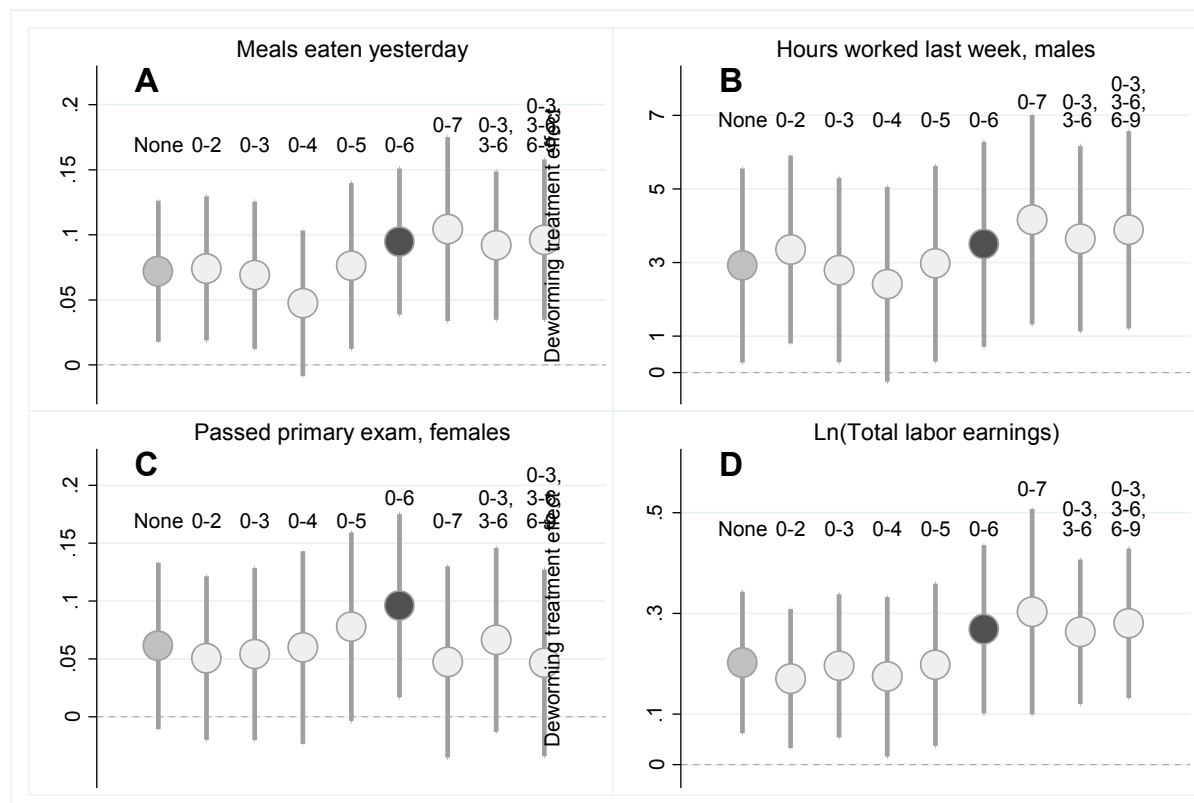 Meals eaten yesterday
A
.2
.15
.1
.05
0
None 0-2 0-3 0-4 0-5 0-6 0-7 0-3, 0-3,
3-6 3-6,
6-9
Hours worked last week, males
B
Deworming treatment effect
7
5
3
1
0
None 0-2 0-3 0-4 0-5 0-6 0-7 0-3, 0-3,
3-6 3-6,
6-9
Passed primary exam, females
C
.2
.15
.1
.05
0
None 0-2 0-3 0-4 0-5 0-6 0-7 0-3, 0-3,
3-6 3-6,
6-9
Ln(Total labor earnings)
D
Deworming treatment effect
.5
.3
.1
0
None 0-2 0-3 0-4 0-5 0-6 0-7 0-3, 0-3,
3-6 3-6,
6-9